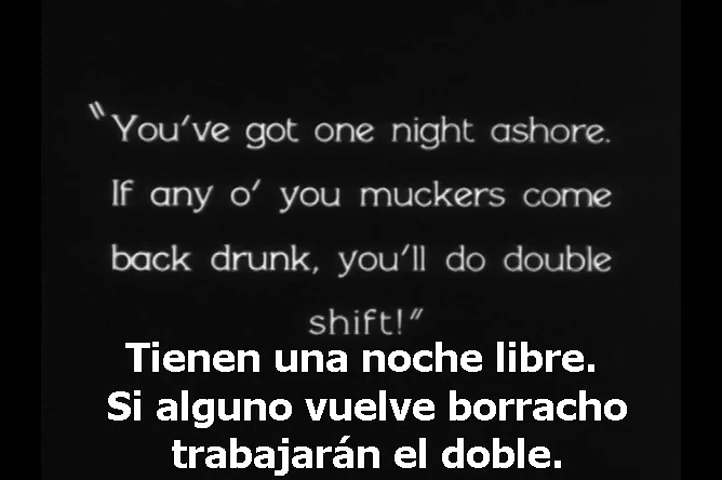 "You've got one night ashore.
If any o' you muckers come
back drunk, you'll do double
shift!"
Tienen una noche libre.
Si alguno vuelve borracho
trabajarán el doble.